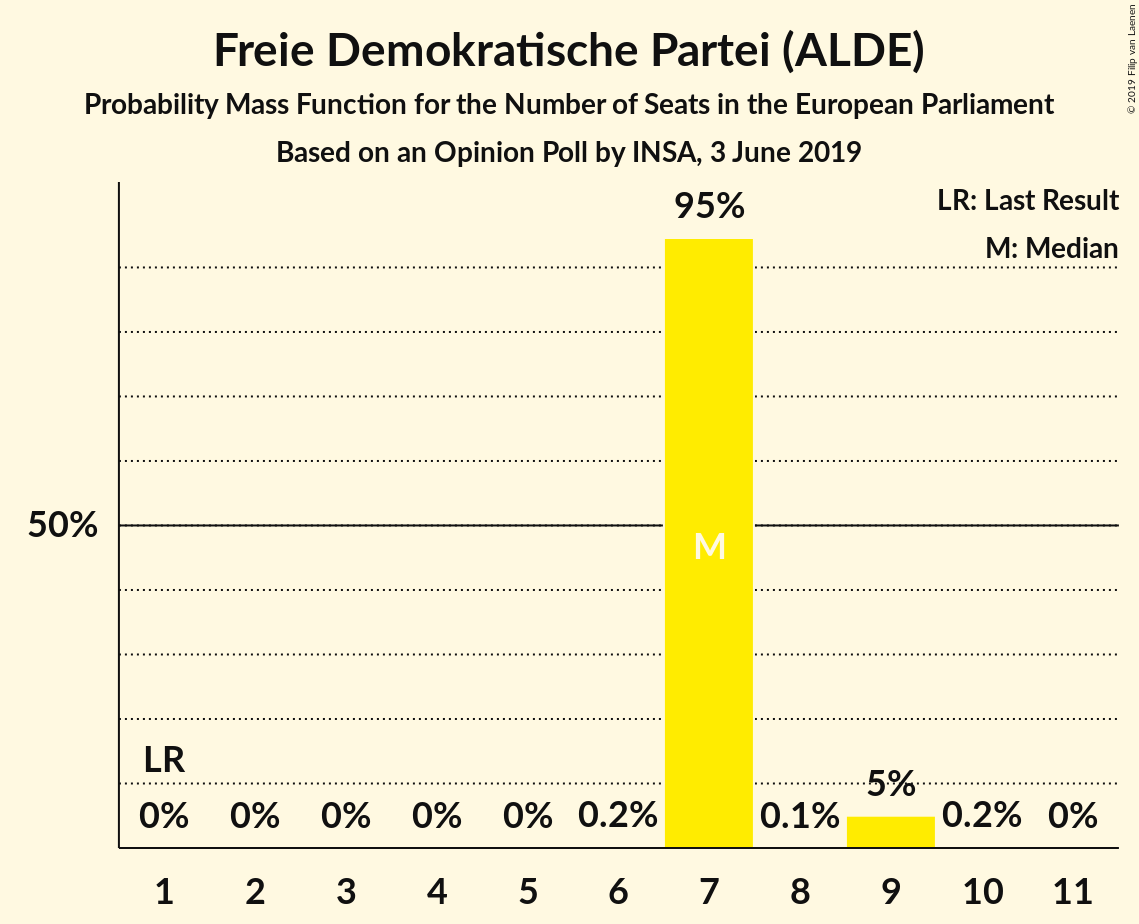 Freie Demokratische Partei (ALDE)
Probability Mass Function for the Number of Seats in the European Parliament
Based on an Opinion Poll by INSA, 3 June 2019
© 2019 Filip van Laenen
LR: Last Result
M: Median
95%
50%
M
LR
5%
0% 0% 0% 0% 0% 0.2% 0.1% 0.2% 0%
1 2 3 4 5 6 7 8 9 10 11